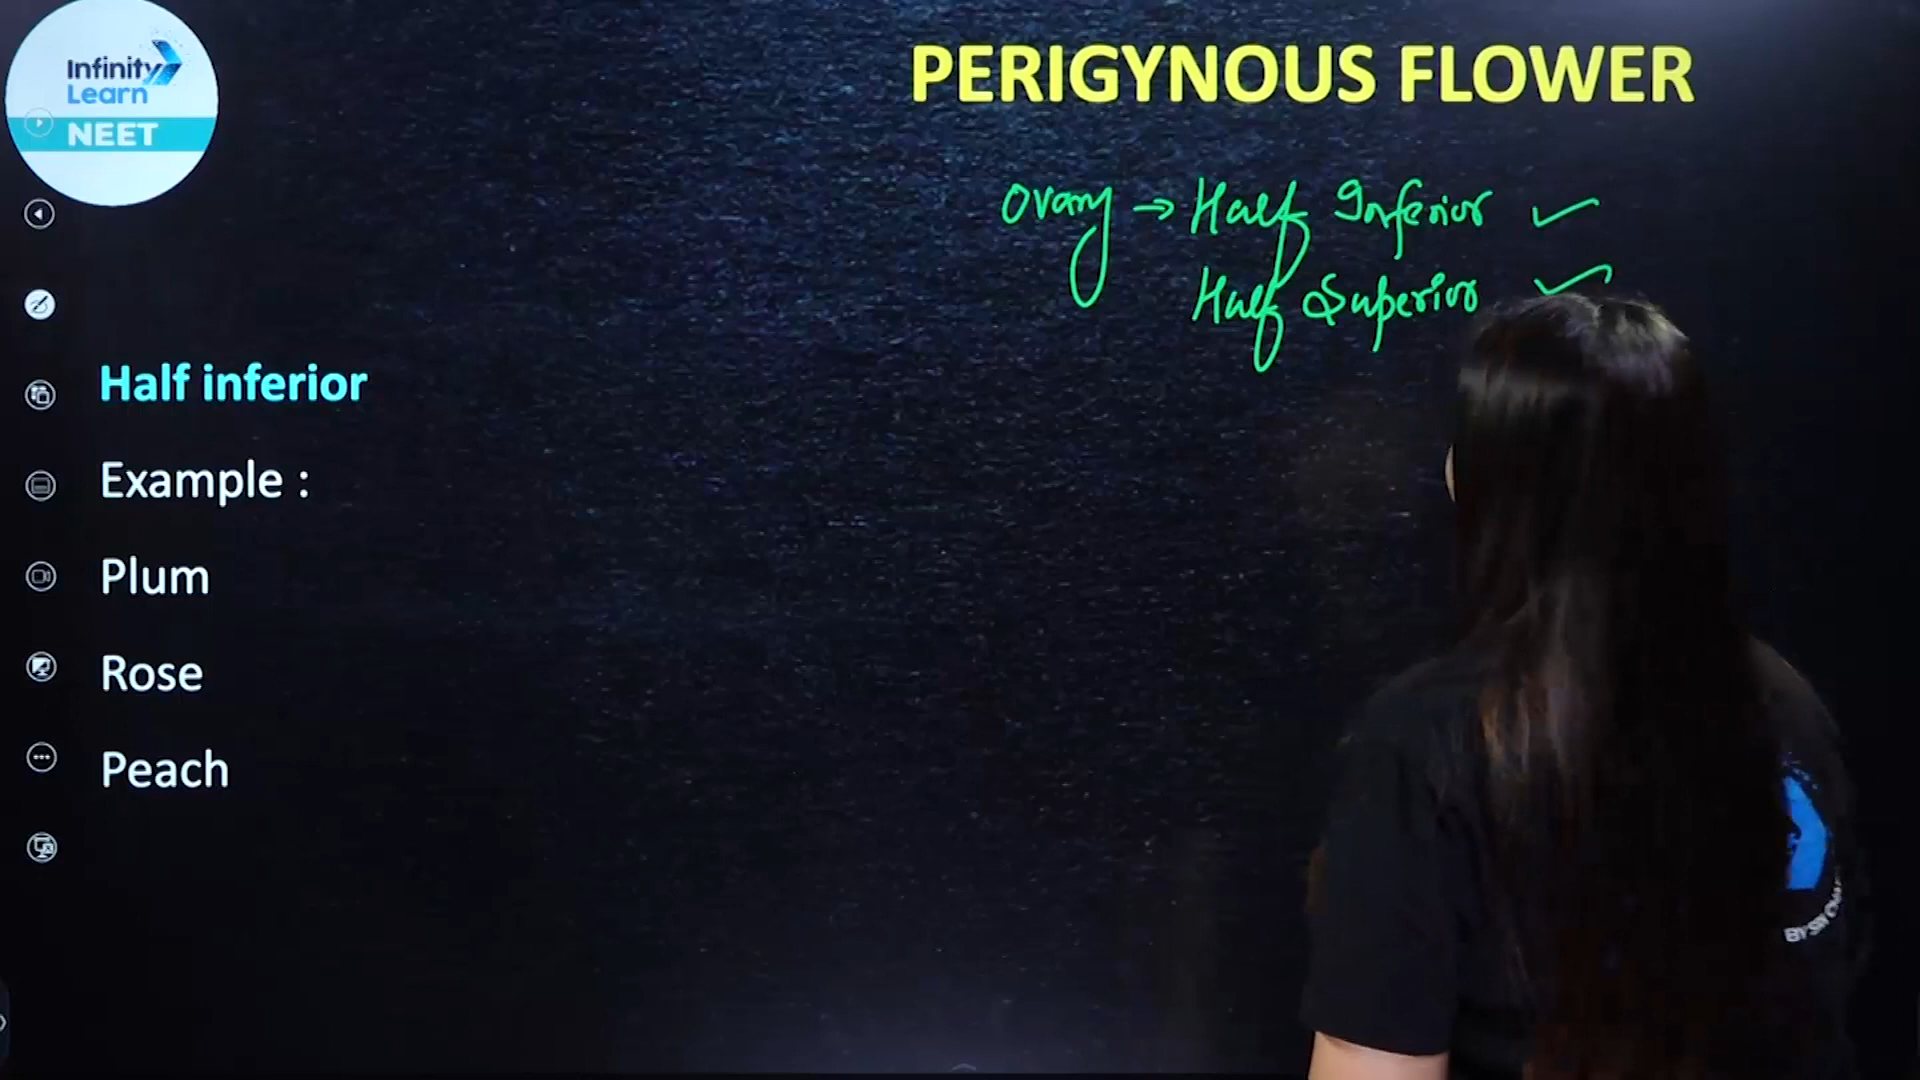 Infinity
Learn
NEET
PERIGYNOUS FLOWER
Ovary → Half Inferior ✓
Half Superior ✓
Half inferior
Example :
Plum
Rose
Peach